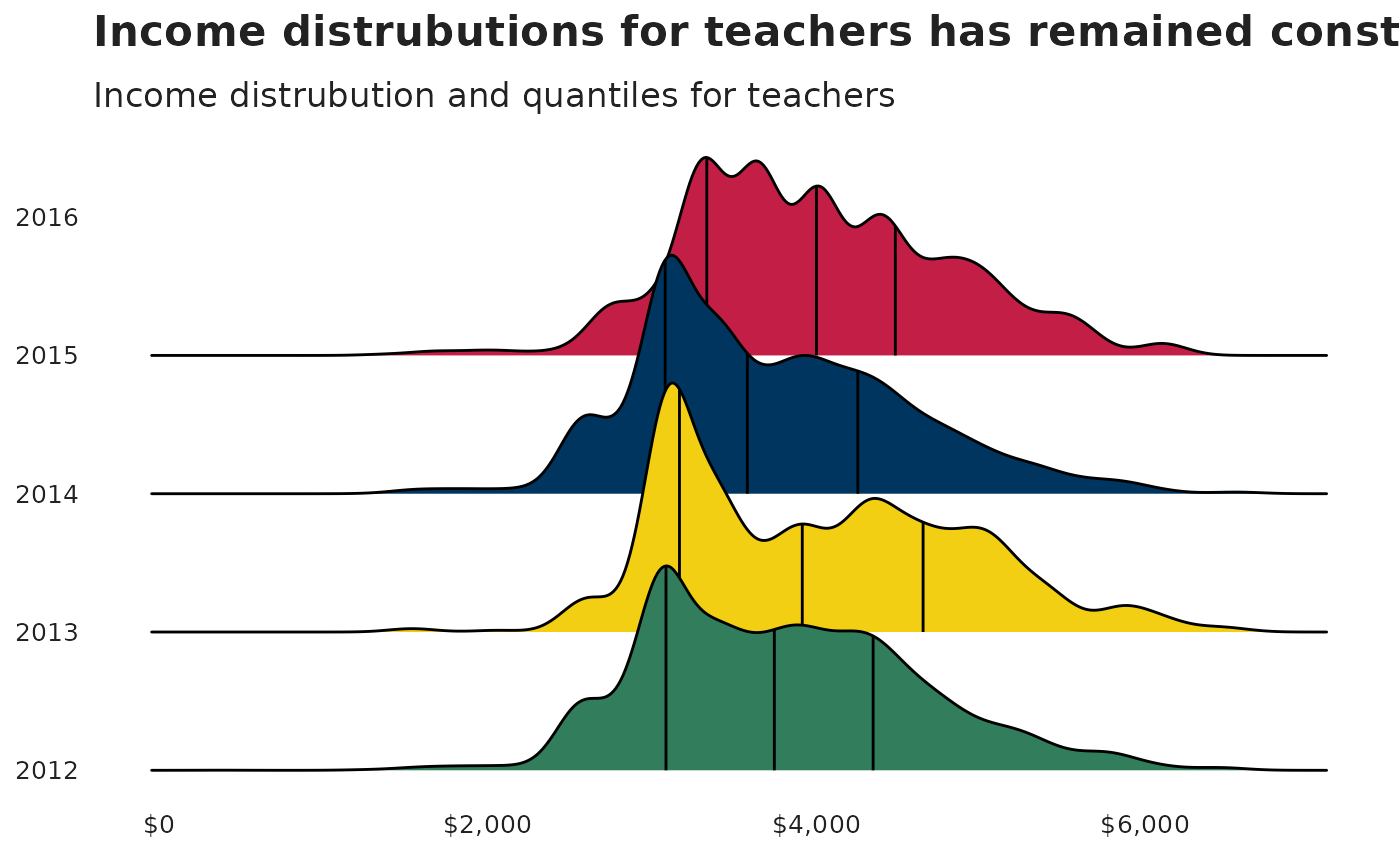 Income distrubutions for teachers has remained const
Income distrubution and quantiles for teachers
2016
2015
2014
2013
2012
$0 $2,000 $4,000 $6,000